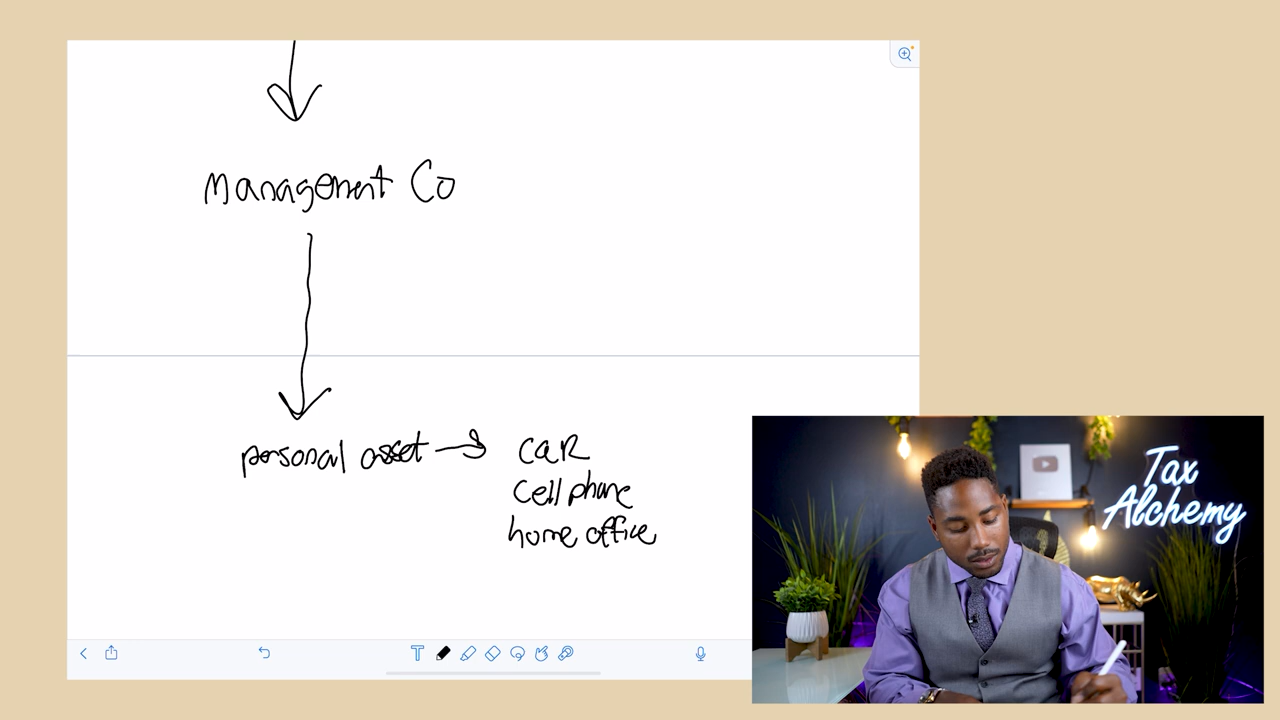 Management Co
personal asset → CAR
Cell phone
home office
Tax
Alchemy
T